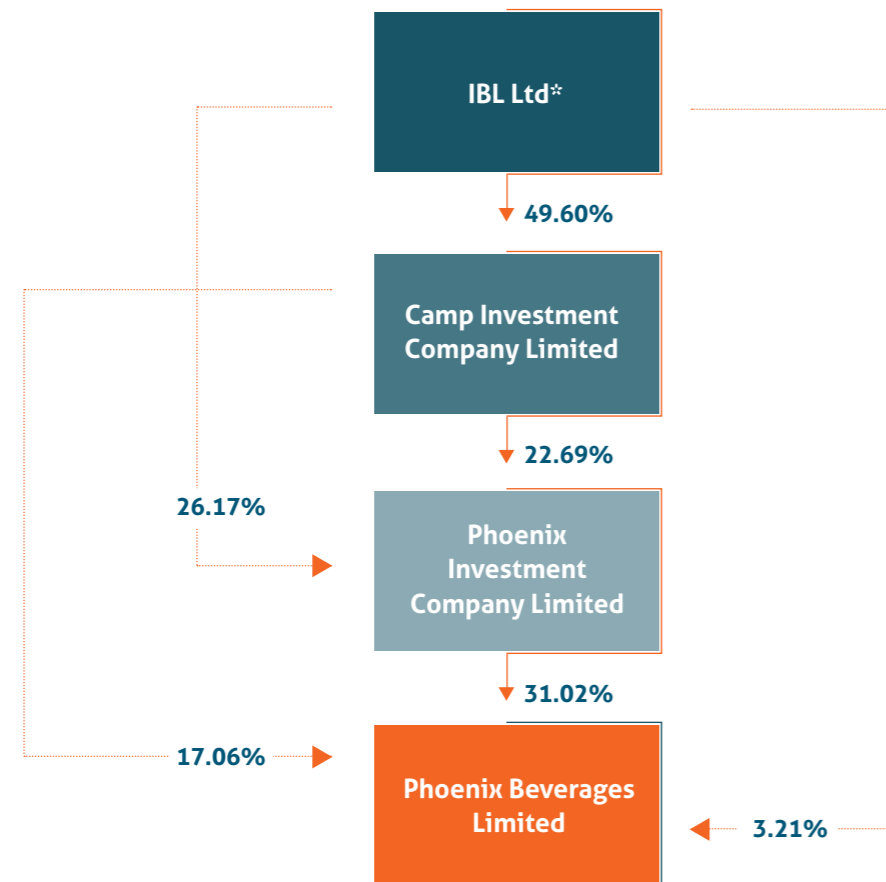 IBL Ltd*
49.60%
Camp Investment
Company Limited
22.69%
26.17%
Phoenix
Investment
Company Limited
31.02%
17.06%
Phoenix Beverages
Limited
3.21%